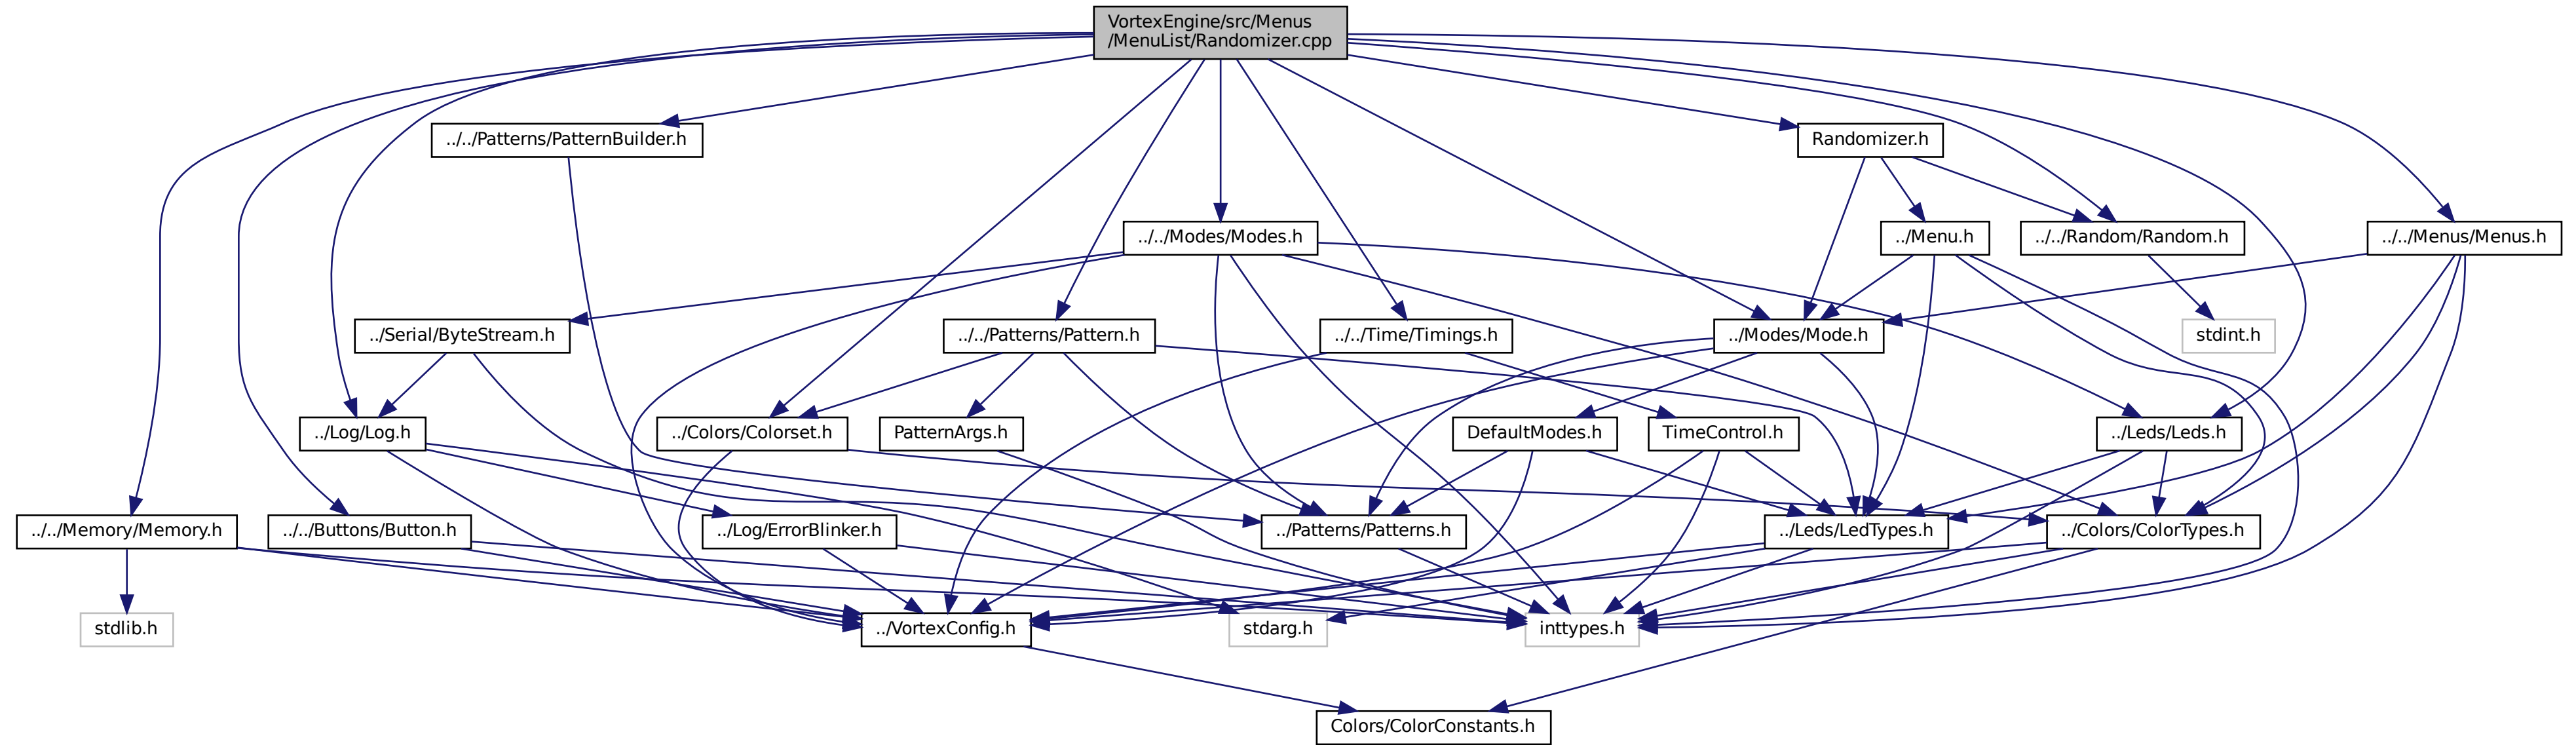 VortexEngine/src/Menus
/MenuList/Randomizer.cpp
../../Patterns/PatternBuilder.h
Randomizer.h
../../Modes/Modes.h
../Menu.h
../../Random/Random.h
../../Menus/Menus.h
../Serial/ByteStream.h
../../Patterns/Pattern.h
../../Time/Timings.h
../Modes/Mode.h
stdint.h
../Log/Log.h
../Colors/Colorset.h
PatternArgs.h
DefaultModes.h
TimeControl.h
../Leds/Leds.h
../../Memory/Memory.h
../../Buttons/Button.h
../Log/ErrorBlinker.h
../Patterns/Patterns.h
../Leds/LedTypes.h
../Colors/ColorTypes.h
stdlib.h
../VortexConfig.h
stdarg.h
inttypes.h
Colors/ColorConstants.h